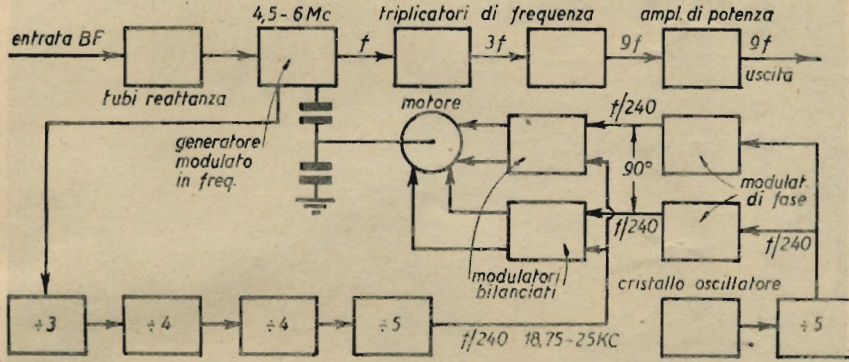 4,5-6Mc
triplicatori di frequenza
ampl. di potenza
entrata BF
f
3f
9f
9f
uscita
tubi reattanza
motore
generatore
modulato
in freq.
f/240
90°
f/240
modulat.
di fase
f/240
modulatori
bilanciati
cristallo oscillatore
÷3
÷4
÷4
÷5
f/240 18,75-25KC
÷5